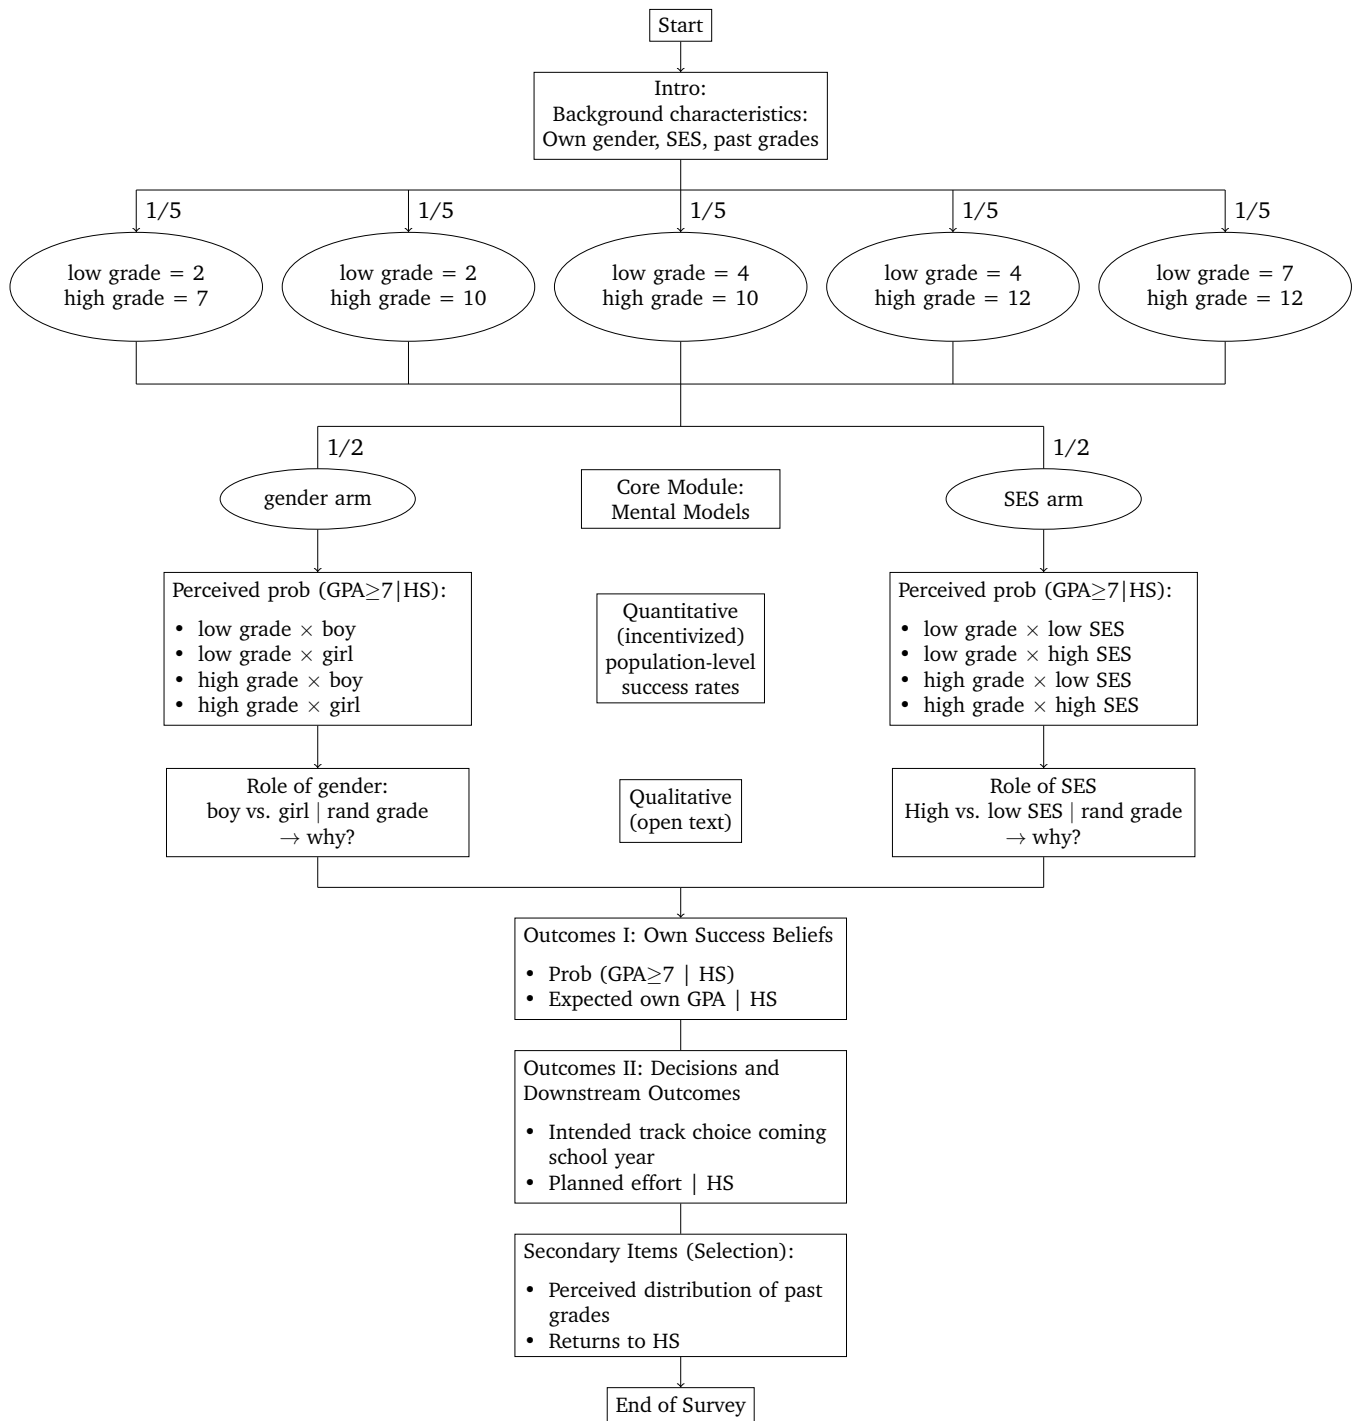 Start
Intro:
Background characteristics:
Own gender, SES, past grades
1/5
1/5
1/5
1/5
1/5
low grade = 2
high grade = 7
low grade = 2
high grade = 10
low grade = 4
high grade = 10
low grade = 4
high grade = 12
low grade = 7
high grade = 12
1/2
1/2
gender arm
Core Module:
Mental Models
SES arm
Perceived prob (GPA≥7|HS):
• low grade × boy
• low grade × girl
• high grade × boy
• high grade × girl
Quantitative
(incentivized)
population-level
success rates
Perceived prob (GPA≥7|HS):
• low grade × low SES
• low grade × high SES
• high grade × low SES
• high grade × high SES
Role of gender:
boy vs. girl | rand grade
→ why?
Qualitative
(open text)
Role of SES
High vs. low SES | rand grade
→ why?
Outcomes I: Own Success Beliefs
• Prob (GPA≥7 | HS)
• Expected own GPA | HS
Outcomes II: Decisions and
Downstream Outcomes
• Intended track choice coming
school year
• Planned effort | HS
Secondary Items (Selection):
• Perceived distribution of past
grades
• Returns to HS
End of Survey